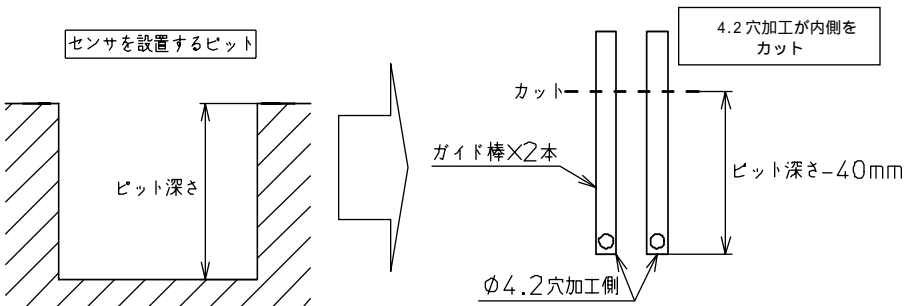 センサを設置するピット
4.2穴加工が内側を
カット
カット
ガイド棒×2本
ピット深さ
ピット深さ-40mm
φ4.2穴加工側